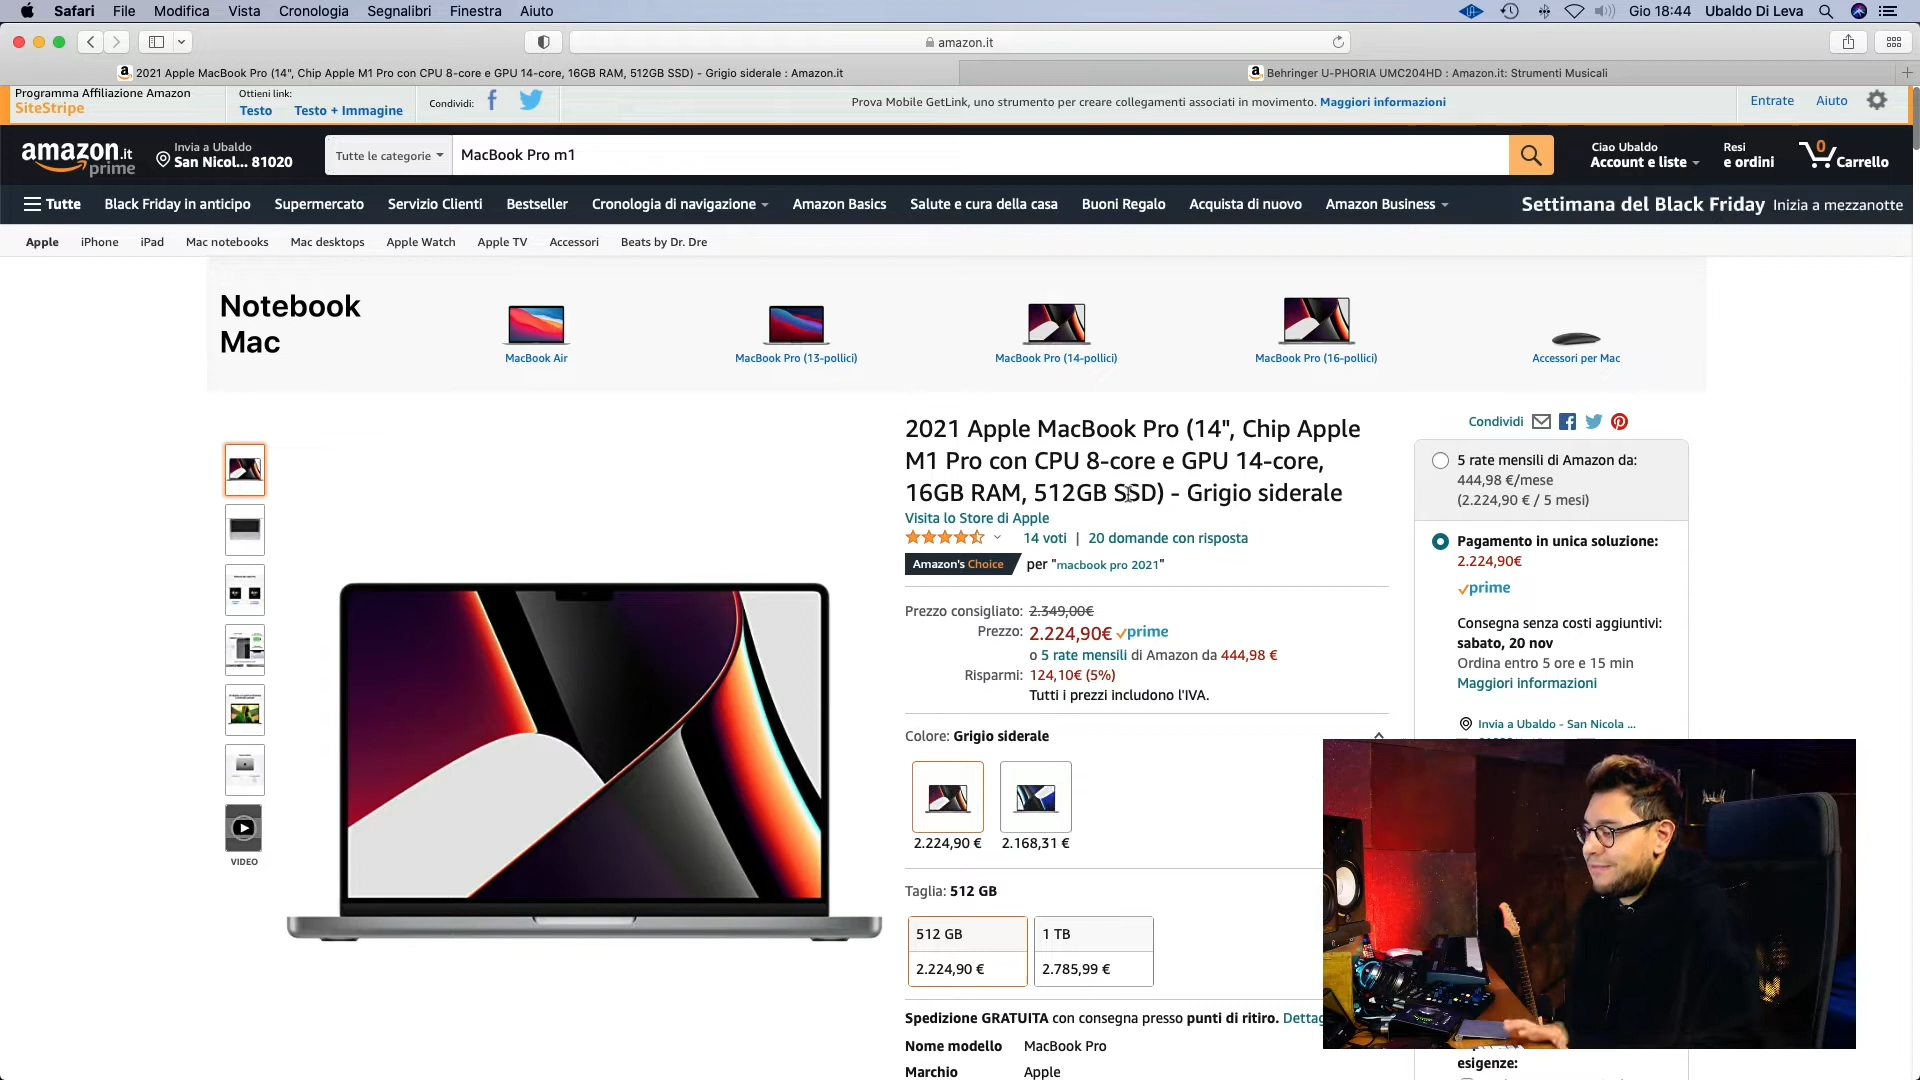 Safari File Modifica Vista Cronologia Segnalibri Finestra Aiuto
Gio 18:44 Ubaldo Di Leva
amazon.it
2021 Apple MacBook Pro (14", Chip Apple M1 Pro con CPU 8-core e GPU 14-core, 16GB RAM, 512GB SSD) - Grigio siderale : Amazon.it
Behringer U-PHORIA UMC204HD : Amazon.it: Strumenti Musicali
Programma Affiliazione Amazon
SiteStripe
Ottieni link:
Testo Testo + Immagine
Condividi:
Prova Mobile GetLink, uno strumento per creare collegamenti associati in movimento. Maggiori informazioni
Entrate Aiuto
amazon.it
prime
Invia a Ubaldo
San Nicol... 81020
Tutte le categorie
MacBook Pro m1
Ciao Ubaldo
Account e liste
Resi
e ordini
0
Carrello
Tutte Black Friday in anticipo Supermercato Servizio Clienti Bestseller Cronologia di navigazione Amazon Basics Salute e cura della casa Buoni Regalo Acquista di nuovo Amazon Business
Settimana del Black Friday Inizia a mezzanotte
Apple iPhone iPad Mac notebooks Mac desktops Apple Watch Apple TV Accessori Beats by Dr. Dre
Notebook
Mac
MacBook Air
MacBook Pro (13-pollici)
MacBook Pro (14-pollici)
MacBook Pro (16-pollici)
Accessori per Mac
VIDEO
2021 Apple MacBook Pro (14", Chip Apple
M1 Pro con CPU 8-core e GPU 14-core,
16GB RAM, 512GB SSD) - Grigio siderale
Visita lo Store di Apple
14 voti | 20 domande con risposta
Amazon's Choice per "macbook pro 2021"
Prezzo consigliato: 2.349,00€
Prezzo: 2.224,90€ prime
o 5 rate mensili di Amazon da 444,98 €
Risparmi: 124,10€ (5%)
Tutti i prezzi includono l'IVA.
Colore: Grigio siderale
2.224,90 € 2.168,31 €
Taglia: 512 GB
512 GB 1 TB
2.224,90 € 2.785,99 €
Spedizione GRATUITA con consegna presso punti di ritiro.
Nome modello MacBook Pro
Marchio Apple
Condividi
5 rate mensili di Amazon da:
444,98 €/mese
(2.224,90 € / 5 mesi)
Pagamento in unica soluzione:
2.224,90€
prime
Consegna senza costi aggiuntivi:
sabato, 20 nov
Ordina entro 5 ore e 15 min
Maggiori informazioni
Invia a Ubaldo - San Nicola ...
esigenze: